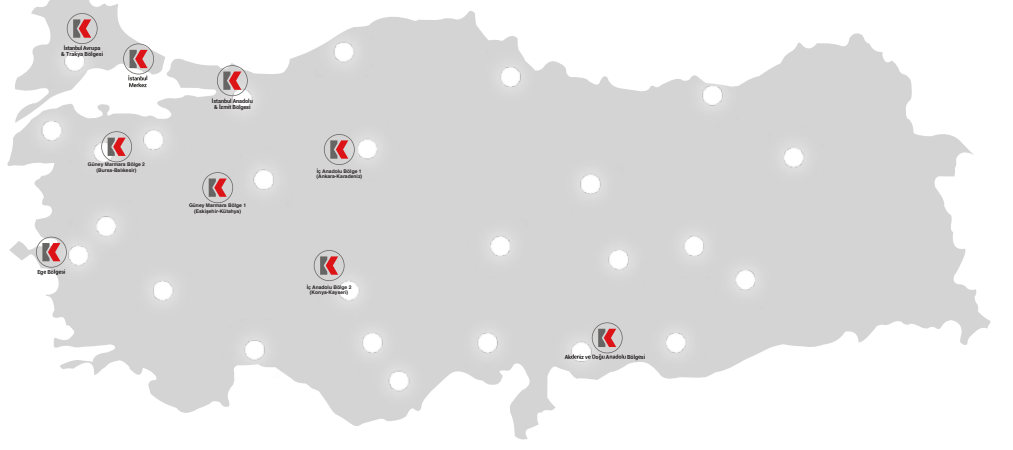 İstanbul Avrupa
& Trakya Bölgesi
İstanbul
Merkez
İstanbul Anadolu
& İzmit Bölgesi
Güney Marmara Bölge 2
(Bursa-Balıkesir)
İç Anadolu Bölge 1
(Ankara-Karadeniz)
Güney Marmara Bölge 1
(Eskişehir-Kütahya)
Ege Bölgesi
İç Anadolu Bölge 2
(Konya-Kayseri)
Akdeniz ve Doğu Anadolu Bölgesi